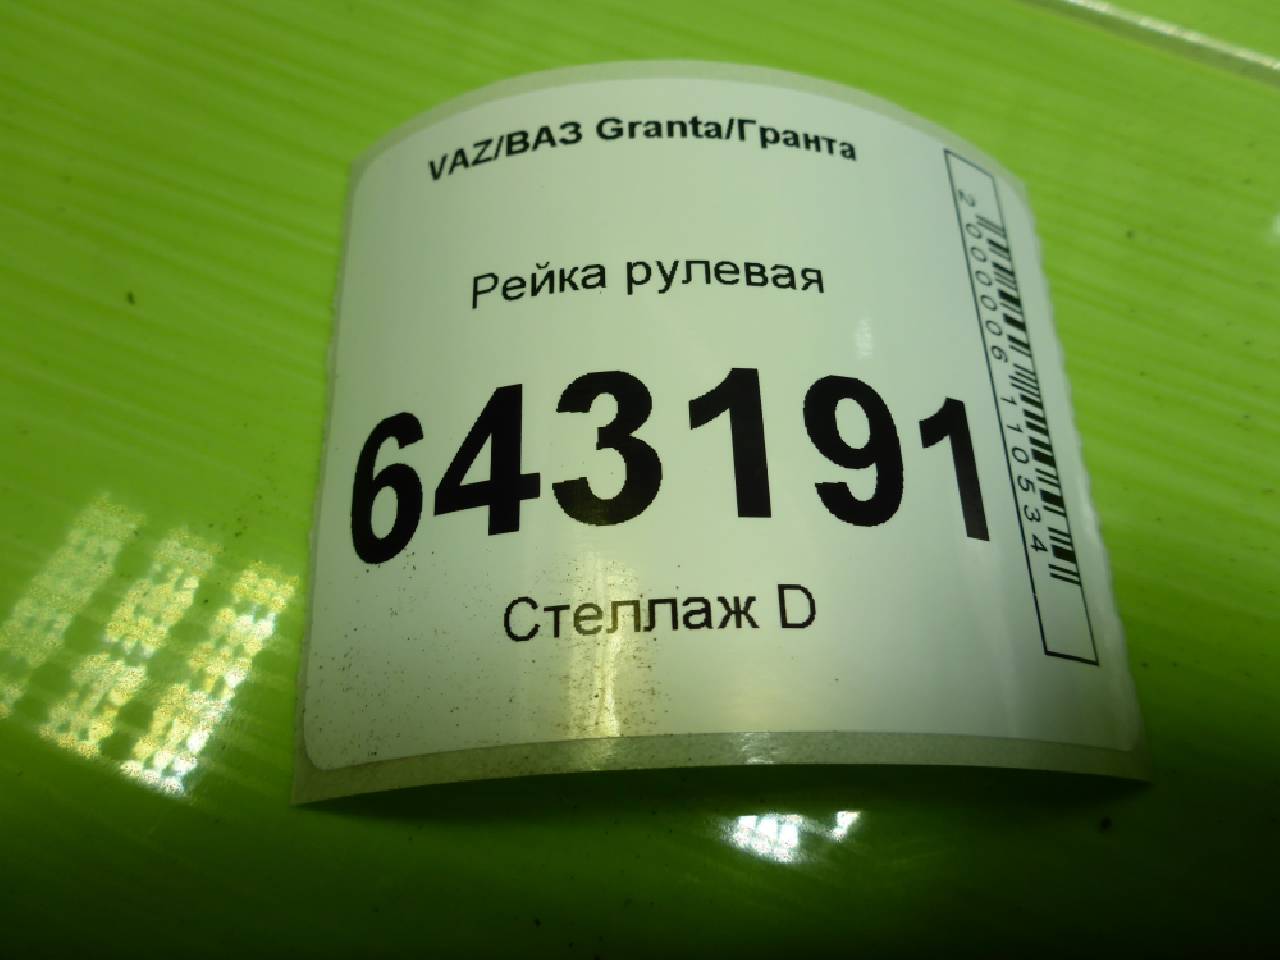 VAZ/ВАЗ Granta/Гранта
Рейка рулевая
643191
Стеллаж D
2000006110534